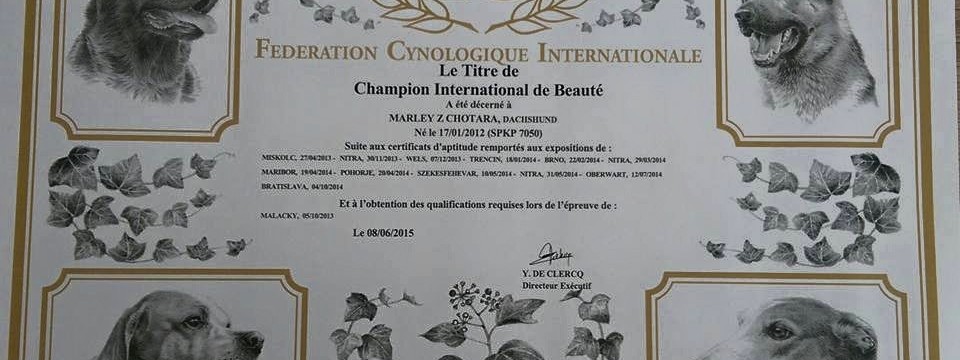 FEDERATION CYNOLOGIQUE INTERNATIONALE
Le Titre de
Champion International de Beauté
A été décerné à
MARLEY Z CHOTARA, DACHSHUND
Né le 17/01/2012 (SPKP 7050)
Suite aux certificats d'aptitude remportés aux expositions de :
MISKOLC, 27/04/2013 - NITRA, 30/11/2013 - WELS, 07/12/2013 - TRENCIN, 18/01/2014 - BRNO, 22/02/2014 - NITRA, 29/03/2014
MARIBOR, 19/04/2014 - POHORJE, 20/04/2014 - SZEKESFEHEVAR, 10/05/2014 - NITRA, 31/05/2014 - OBERWART, 12/07/2014
BRATISLAVA, 04/10/2014
Et à l'obtention des qualifications requises lors de l'épreuve de :
MALACKY, 05/10/2013
Le 08/06/2015
Y. DE CLERCQ
Directeur Exécutif